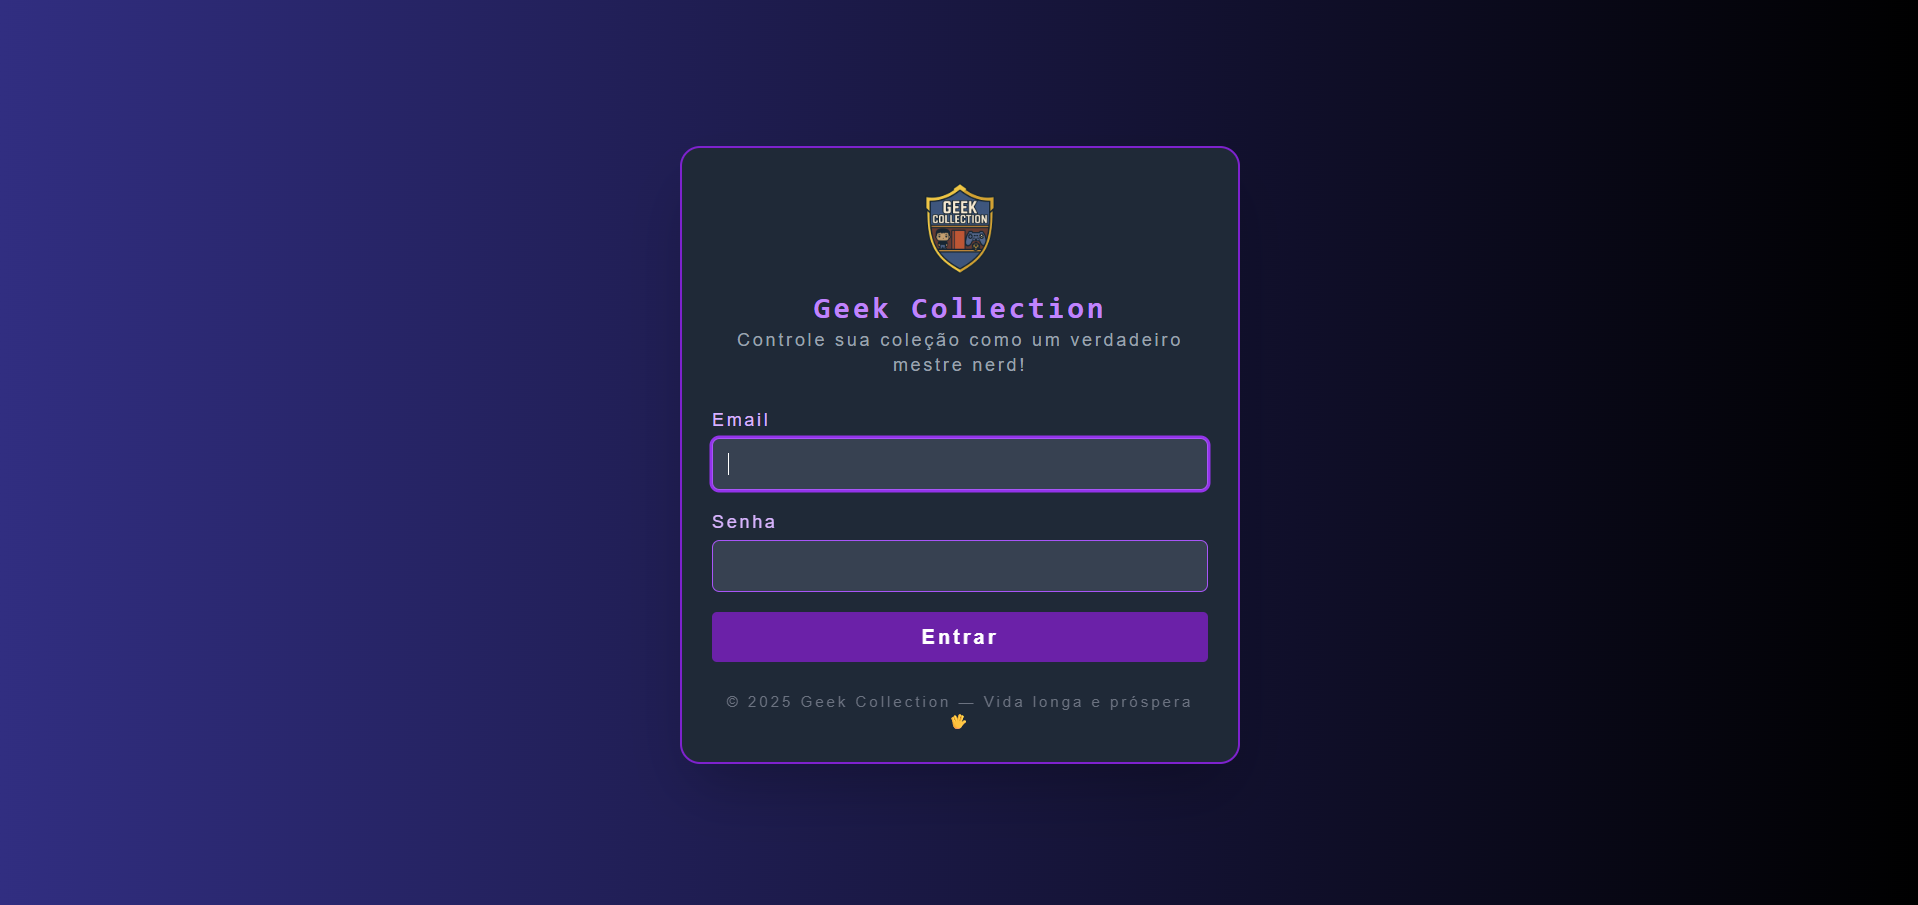 GEEK
COLLECTION
Geek Collection
Controle sua coleção como um verdadeiro
mestre nerd!
Email
Senha
Entrar
© 2025 Geek Collection — Vida longa e próspera
🖖